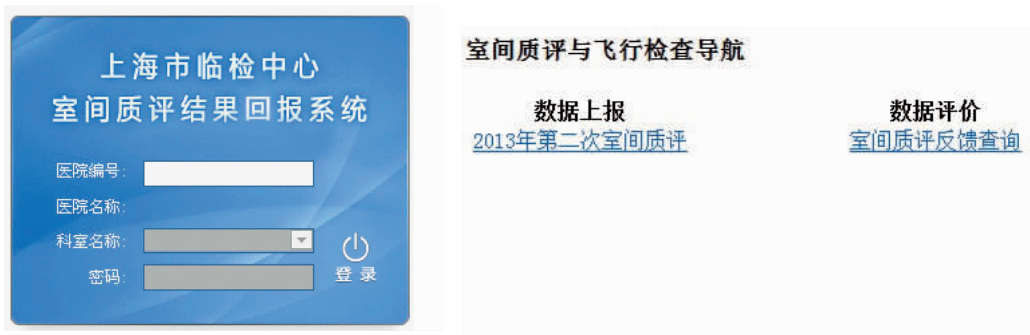 上海市临检中心
室间质评结果回报系统
医院编号:
医院名称:
科室名称:
密码:
登录
室间质评与飞行检查导航
数据上报
2013年第二次室间质评
数据评价
室间质评反馈查询